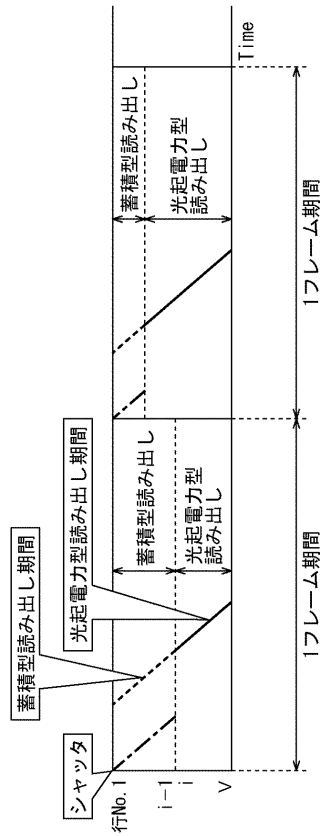 シャッタ
蓄積型読み出し期間
光起電力型読み出し期間
行No.1
i−1
i
V
蓄積型読み出し
光起電力型
読み出し
蓄積型読み出し
光起電力型
読み出し
Time
1フレーム期間
1フレーム期間